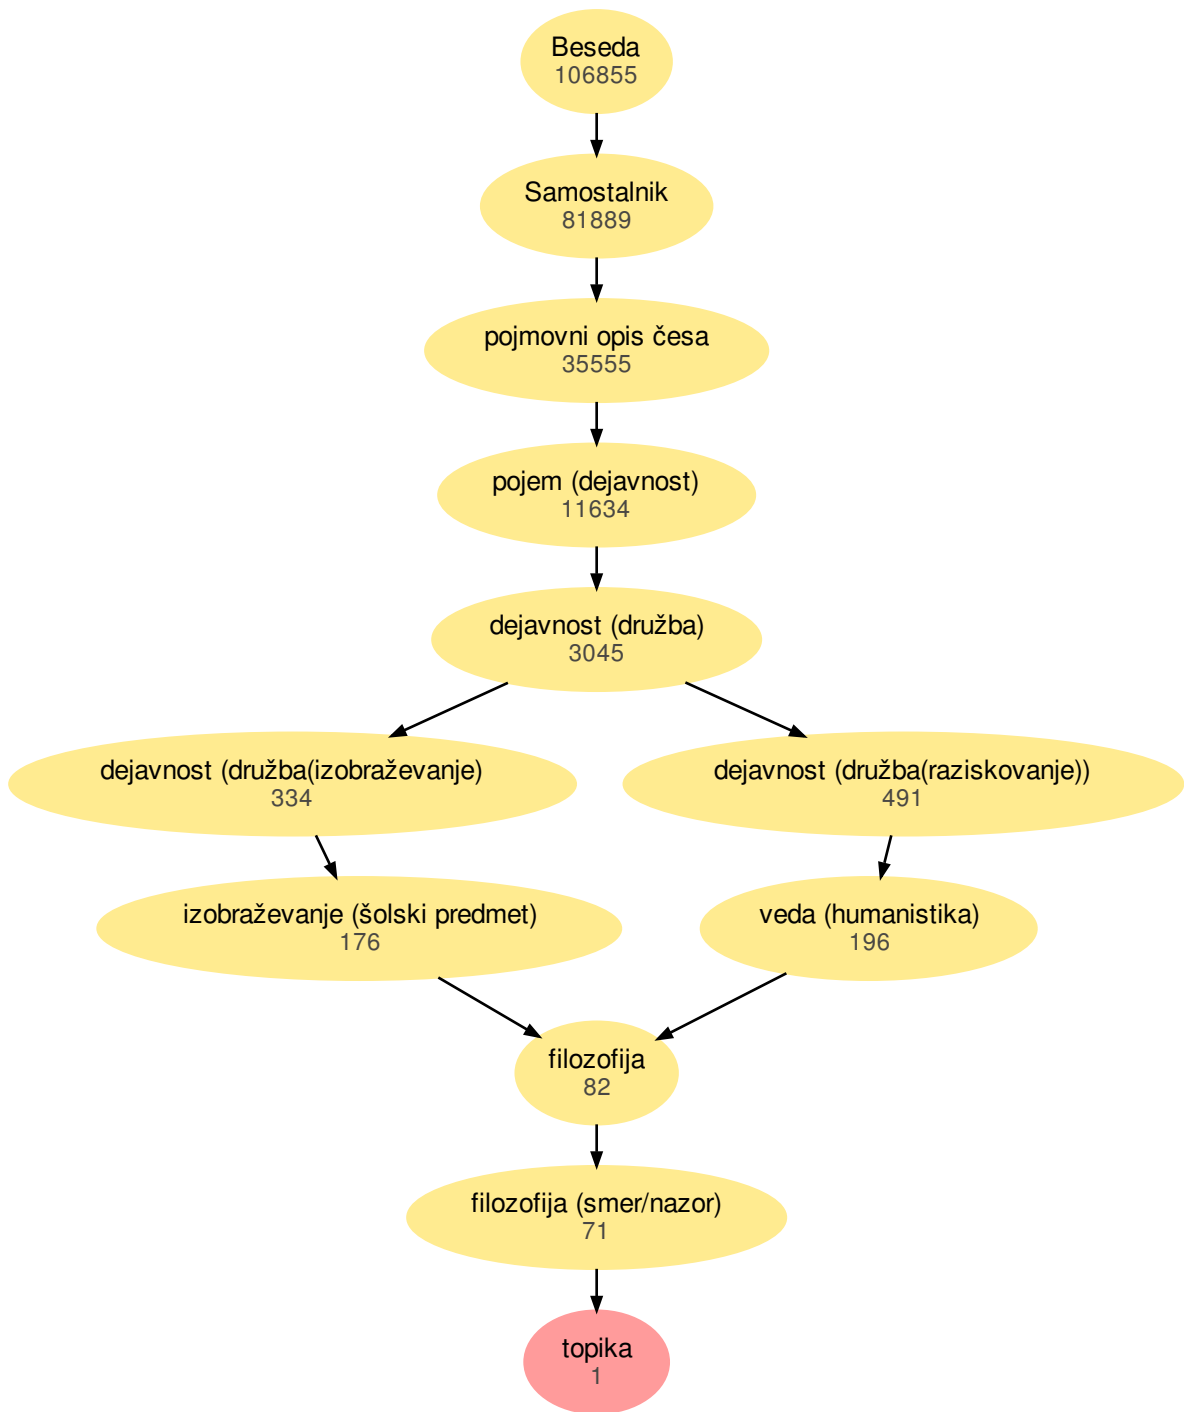 Beseda
106855
Samostalnik
81889
pojmovni opis česa
35555
pojem (dejavnost)
11634
dejavnost (družba)
3045
dejavnost (družba(izobraževanje)
334
dejavnost (družba(raziskovanje))
491
izobraževanje (šolski predmet)
176
veda (humanistika)
196
filozofija
82
filozofija (smer/nazor)
71
topika
1